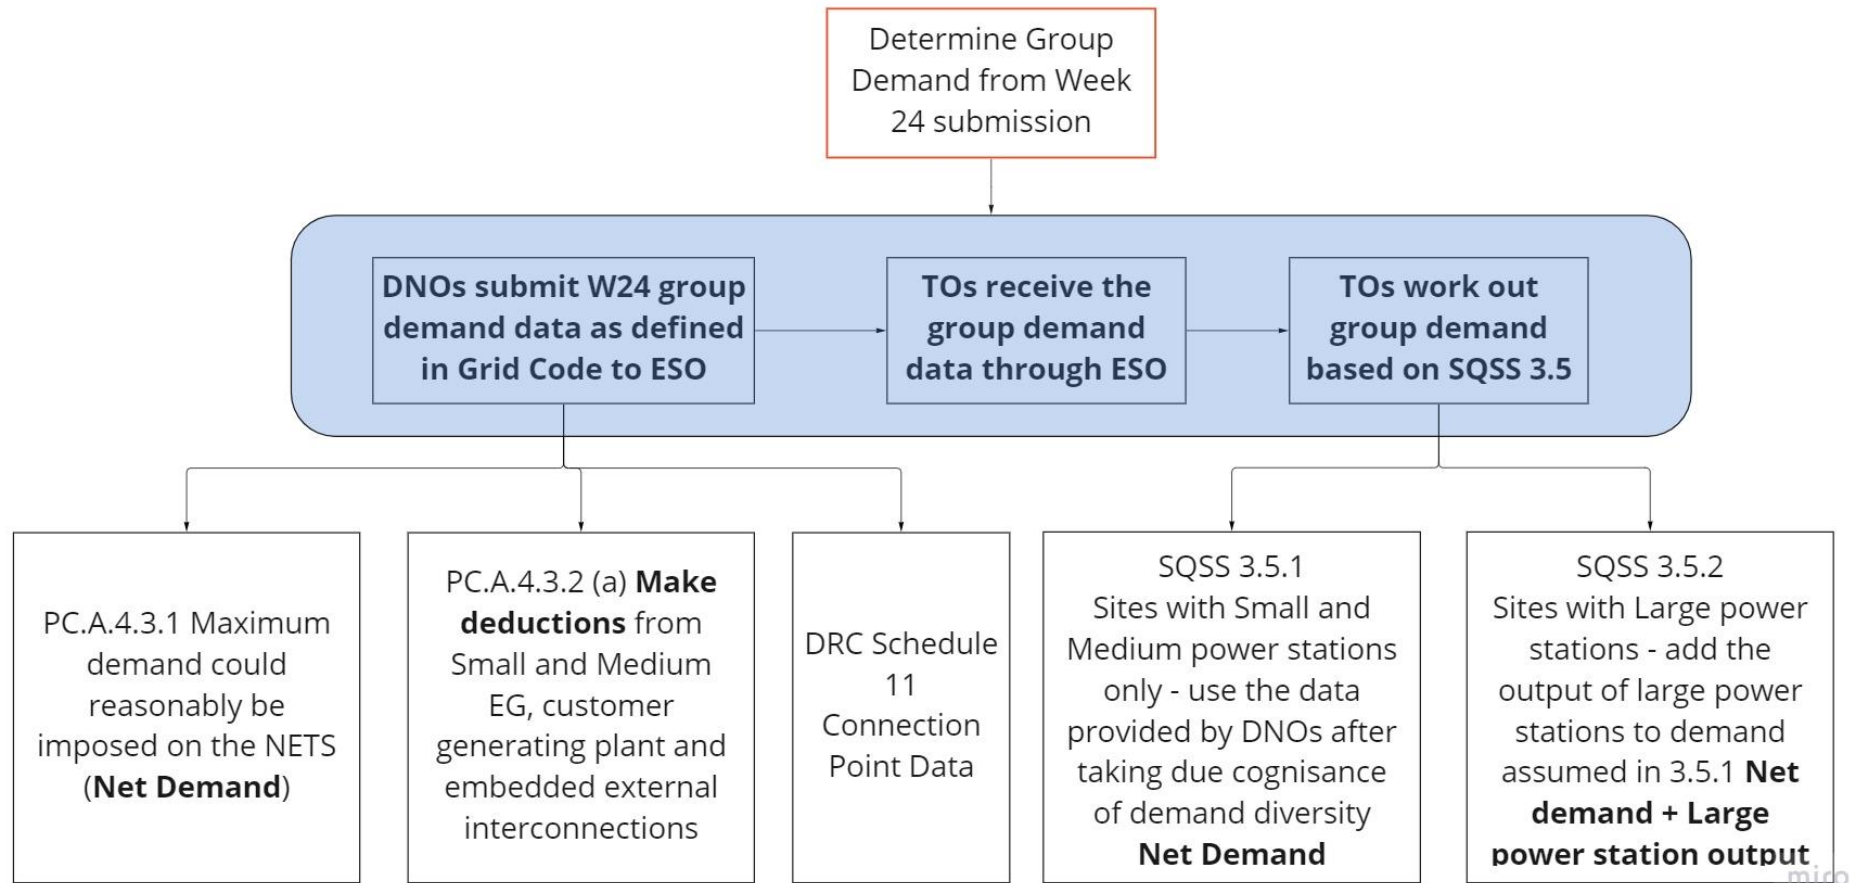 Determine Group
Demand from Week
24 submission
DNOs submit W24 group
demand data as defined
in Grid Code to ESO
TOs receive the
group demand
data through ESO
TOs work out
group demand
based on SQSS 3.5
PC.A.4.3.1 Maximum
demand could
reasonably be
imposed on the NETS
(Net Demand)
PC.A.4.3.2 (a) Make
deductions from
Small and Medium
EG, customer
generating plant and
embedded external
interconnections
DRC Schedule
11
Connection
Point Data
SQSS 3.5.1
Sites with Small and
Medium power stations
only - use the data
provided by DNOs after
taking due cognisance
of demand diversity
Net Demand
SQSS 3.5.2
Sites with Large power
stations - add the
output of large power
stations to demand
assumed in 3.5.1 Net
demand + Large
power station output
miro